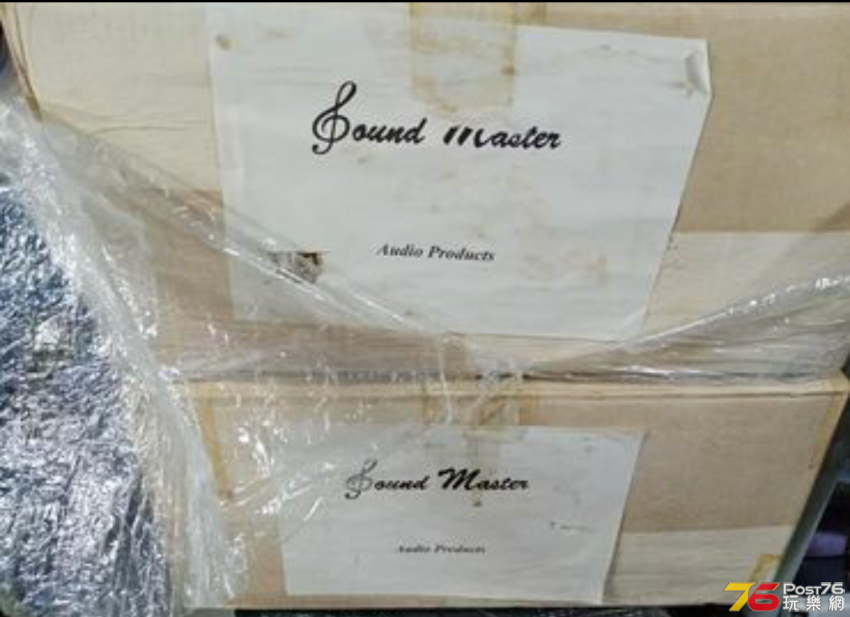 Sound Master
Audio Products
Sound Master
Audio Products
76 Post76
玩樂網